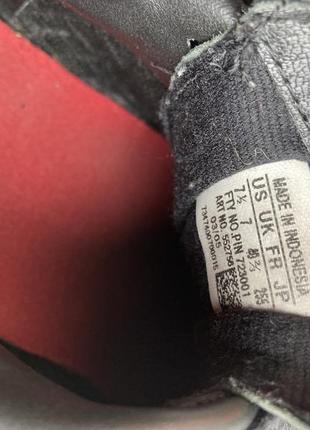 MADE IN INDONESIA
US UK FR JP
7½ 7 40⅔ 255
FTY NO.PIN 723001
ART NO. 552756
03/05